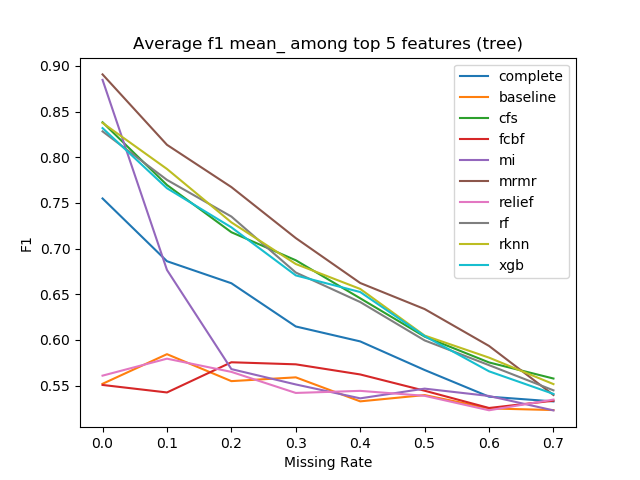 Average f1 mean_ among top 5 features (tree)
F1
0.90
0.85
0.80
0.75
0.70
0.65
0.60
0.55
complete
baseline
cfs
fcbf
mi
mrmr
relief
rf
rknn
xgb
0.0 0.1 0.2 0.3 0.4 0.5 0.6 0.7
Missing Rate